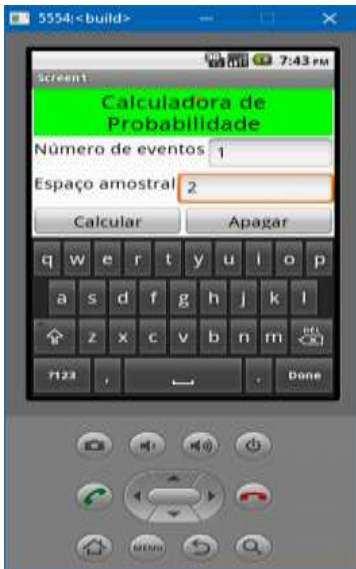 5554:<build>
7:43 PM
Screen1
Calculadora de
Probabilidade
Número de eventos 1
Espaço amostral 2
Calcular Apagar
q w e r t y u i o p
a s d f g h j k l
z x c v b n m DEL
?123 , . Done
MENU